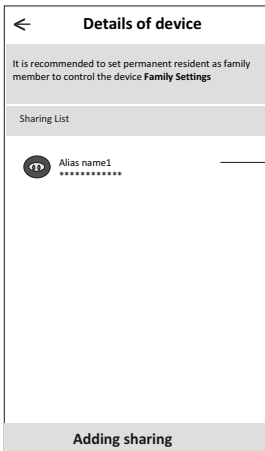 Details of device
It is recommended to set permanent resident as family
member to control the device Family Settings
Sharing List
Alias name1
************
Adding sharing